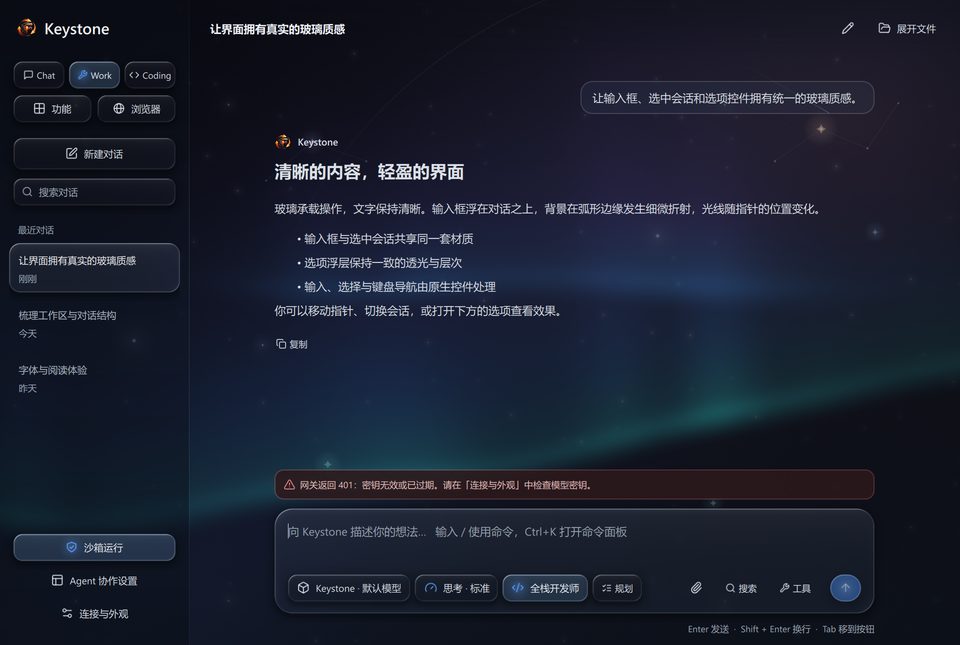 Keystone
Chat
Work
Coding
功能
浏览器
新建对话
搜索对话
最近对话
让界面拥有真实的玻璃质感
刚刚
梳理工作区与对话结构
今天
字体与阅读体验
昨天
沙箱运行
Agent 协作设置
连接与外观
让界面拥有真实的玻璃质感
展开文件
让输入框、选中会话和选项控件拥有统一的玻璃质感。
Keystone
清晰的内容，轻盈的界面
玻璃承载操作，文字保持清晰。输入框浮在对话之上，背景在弧形边缘发生细微折射，光线随指针的位置变化。
• 输入框与选中会话共享同一套材质
• 选项浮层保持一致的透光与层次
• 输入、选择与键盘导航由原生控件处理
你可以移动指针、切换会话，或打开下方的选项查看效果。
复制
网关返回 401：密钥无效或已过期。请在「连接与外观」中检查模型密钥。
向 Keystone 描述你的想法... 输入 / 使用命令，Ctrl+K 打开命令面板
Keystone · 默认模型
思考 · 标准
全栈开发师
规划
搜索
工具
Enter 发送 · Shift + Enter 换行 · Tab 移到按钮